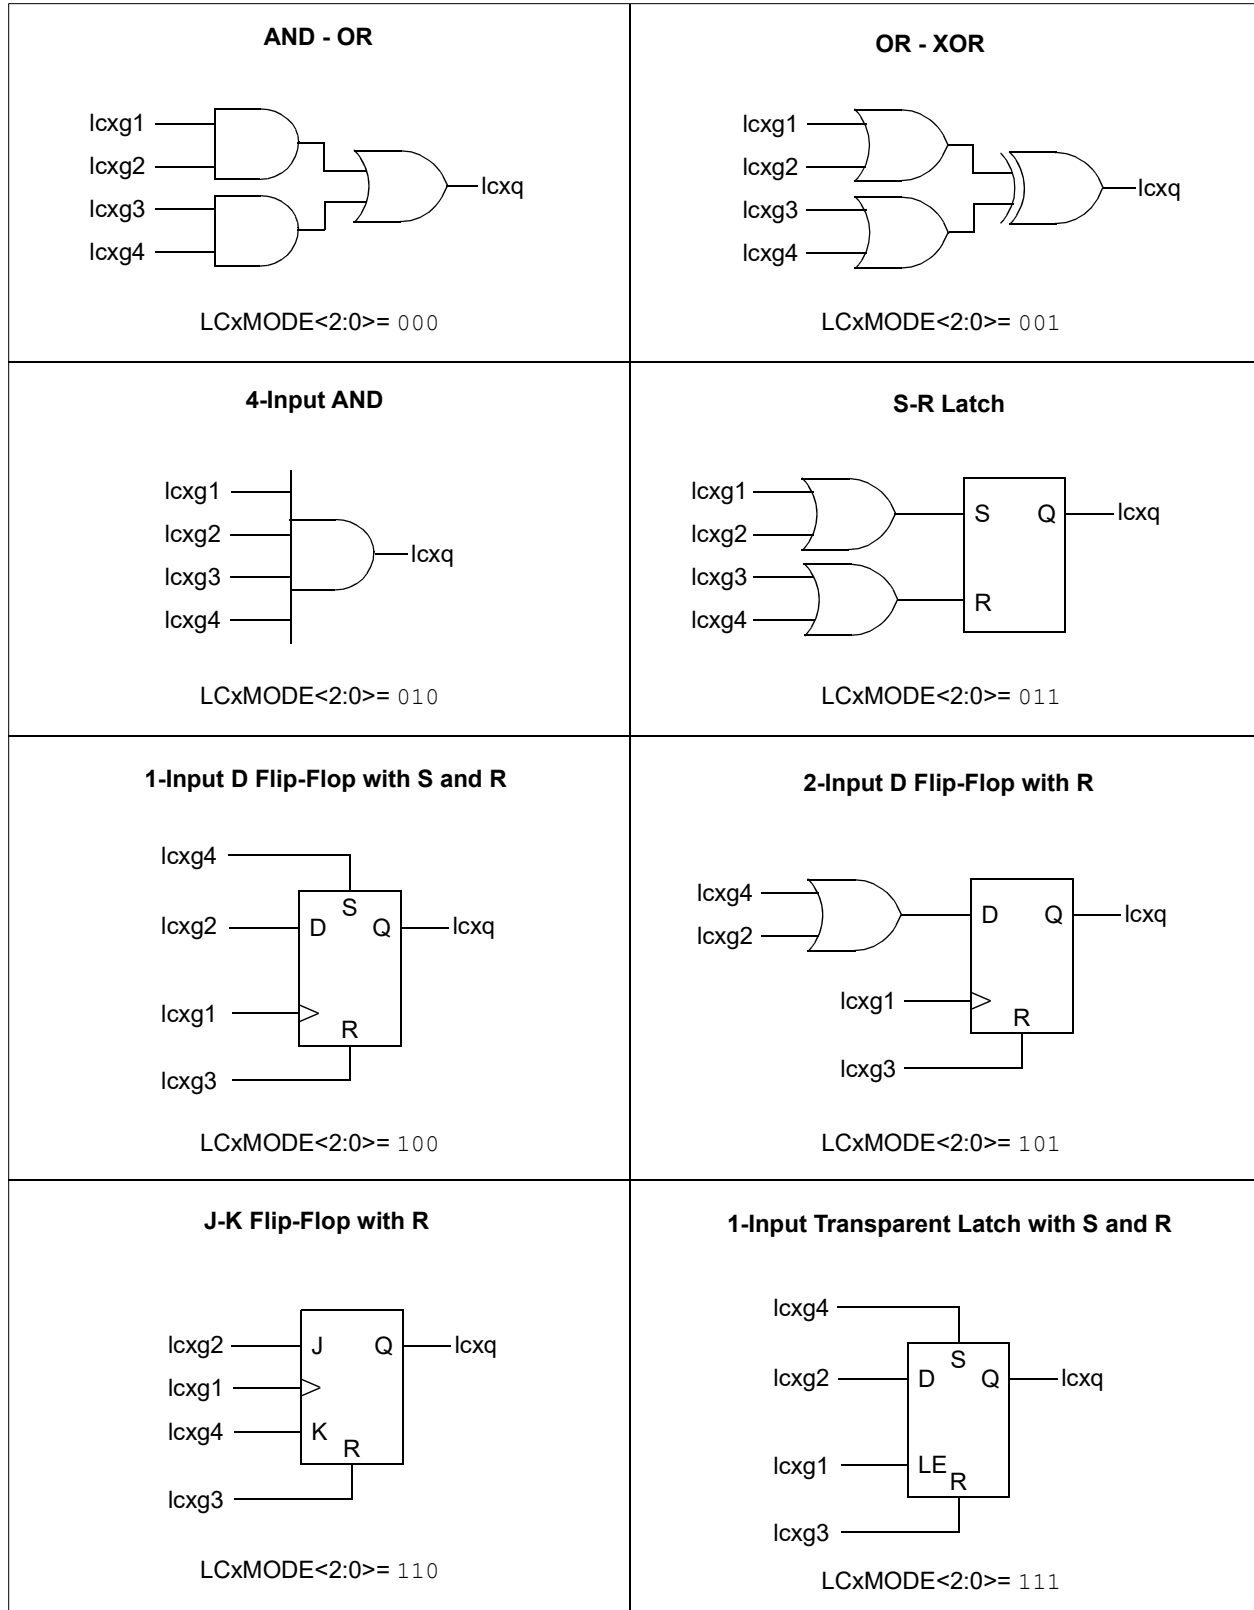 AND - OR
lcxg1
lcxg2
lcxg3
lcxg4
lcxq
LCxMODE<2:0>= 000
OR - XOR
lcxg1
lcxg2
lcxg3
lcxg4
lcxq
LCxMODE<2:0>= 001
4-Input AND
lcxg1
lcxg2
lcxg3
lcxg4
lcxq
LCxMODE<2:0>= 010
S-R Latch
lcxg1
lcxg2
lcxg3
lcxg4
S
Q
R
lcxq
LCxMODE<2:0>= 011
1-Input D Flip-Flop with S and R
lcxg4
S
lcxg2
D
Q
lcxq
lcxg1
R
lcxg3
LCxMODE<2:0>= 100
2-Input D Flip-Flop with R
lcxg4
lcxg2
D
Q
lcxq
lcxg1
R
lcxg3
LCxMODE<2:0>= 101
J-K Flip-Flop with R
lcxg2
J
Q
lcxq
lcxg1
lcxg4
K
R
lcxg3
LCxMODE<2:0>= 110
1-Input Transparent Latch with S and R
lcxg4
S
lcxg2
D
Q
lcxq
lcxg1
LE
R
lcxg3
LCxMODE<2:0>= 111